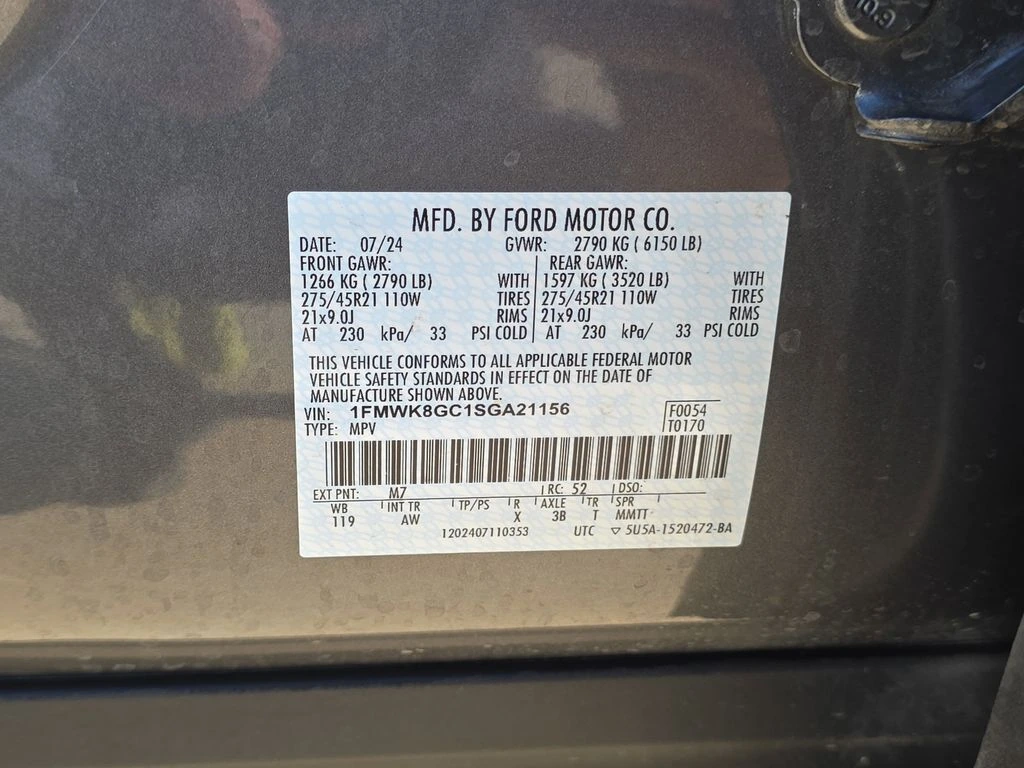 10.9
MFD. BY FORD MOTOR CO.
DATE: 07/24 GVWR: 2790 KG ( 6150 LB)
FRONT GAWR: REAR GAWR:
1266 KG ( 2790 LB) WITH 1597 KG ( 3520 LB) WITH
275/45R21 110W TIRES 275/45R21 110W TIRES
21x9.0J RIMS 21x9.0J RIMS
AT 230 kPa/ 33 PSI COLD AT 230 kPa/ 33 PSI COLD
THIS VEHICLE CONFORMS TO ALL APPLICABLE FEDERAL MOTOR
VEHICLE SAFETY STANDARDS IN EFFECT ON THE DATE OF
MANUFACTURE SHOWN ABOVE.
VIN: 1FMWK8GC1SGA21156 F0054
TYPE: MPV T0170
EXT PNT: M7 RC: 52 DSO:
WB INT TR TP/PS R AXLE TR SPR
119 AW X 3B T MMTT
1202407110353 UTC ▽ 5U5A-1520472-BA